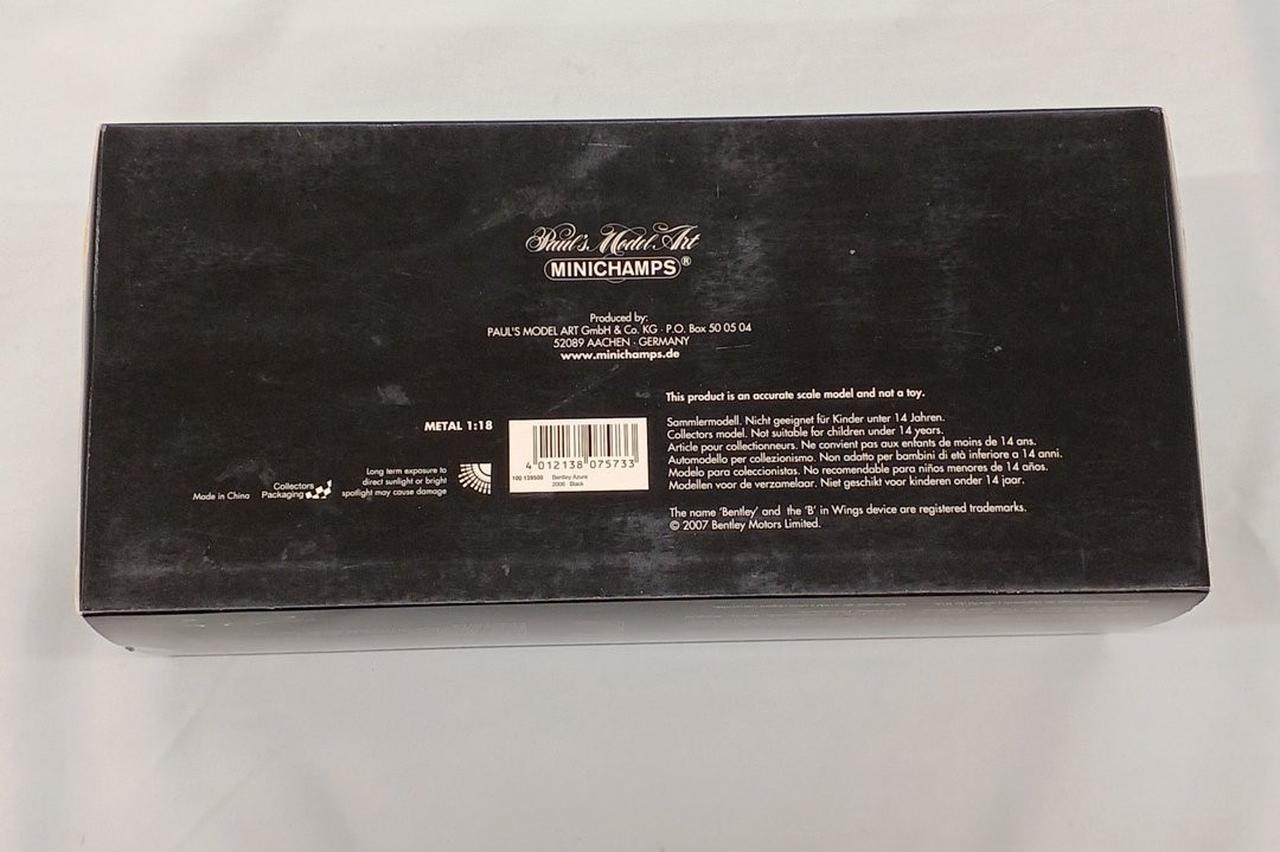 Paul's Model Art
MINICHAMPS®
Produced by:
PAUL'S MODEL ART GmbH & Co. KG · P.O. Box 50 05 04
52089 AACHEN · GERMANY
www.minichamps.de
This product is an accurate scale model and not a toy.
METAL 1:18
Sammlermodell. Nicht geeignet für Kinder unter 14 Jahren.
Collectors model. Not suitable for children under 14 years.
Article pour collectionneurs. Ne convient pas aux enfants de moins de 14 ans.
Automodello per collezionismo. Non adatto per bambini di età inferiore a 14 anni.
Modelo para coleccionistas. No recomendable para niños menores de 14 años.
Modellen voor de verzamelaar. Niet geschikt voor kinderen onder 14 jaar.
4 012138 075733
100 139500 Bentley Azure
2006 · Black
Long term exposure to
direct sunlight or bright
spotlight may cause damage
Collectors
Packaging
Made in China
The name 'Bentley' and the 'B' in Wings device are registered trademarks.
© 2007 Bentley Motors Limited.